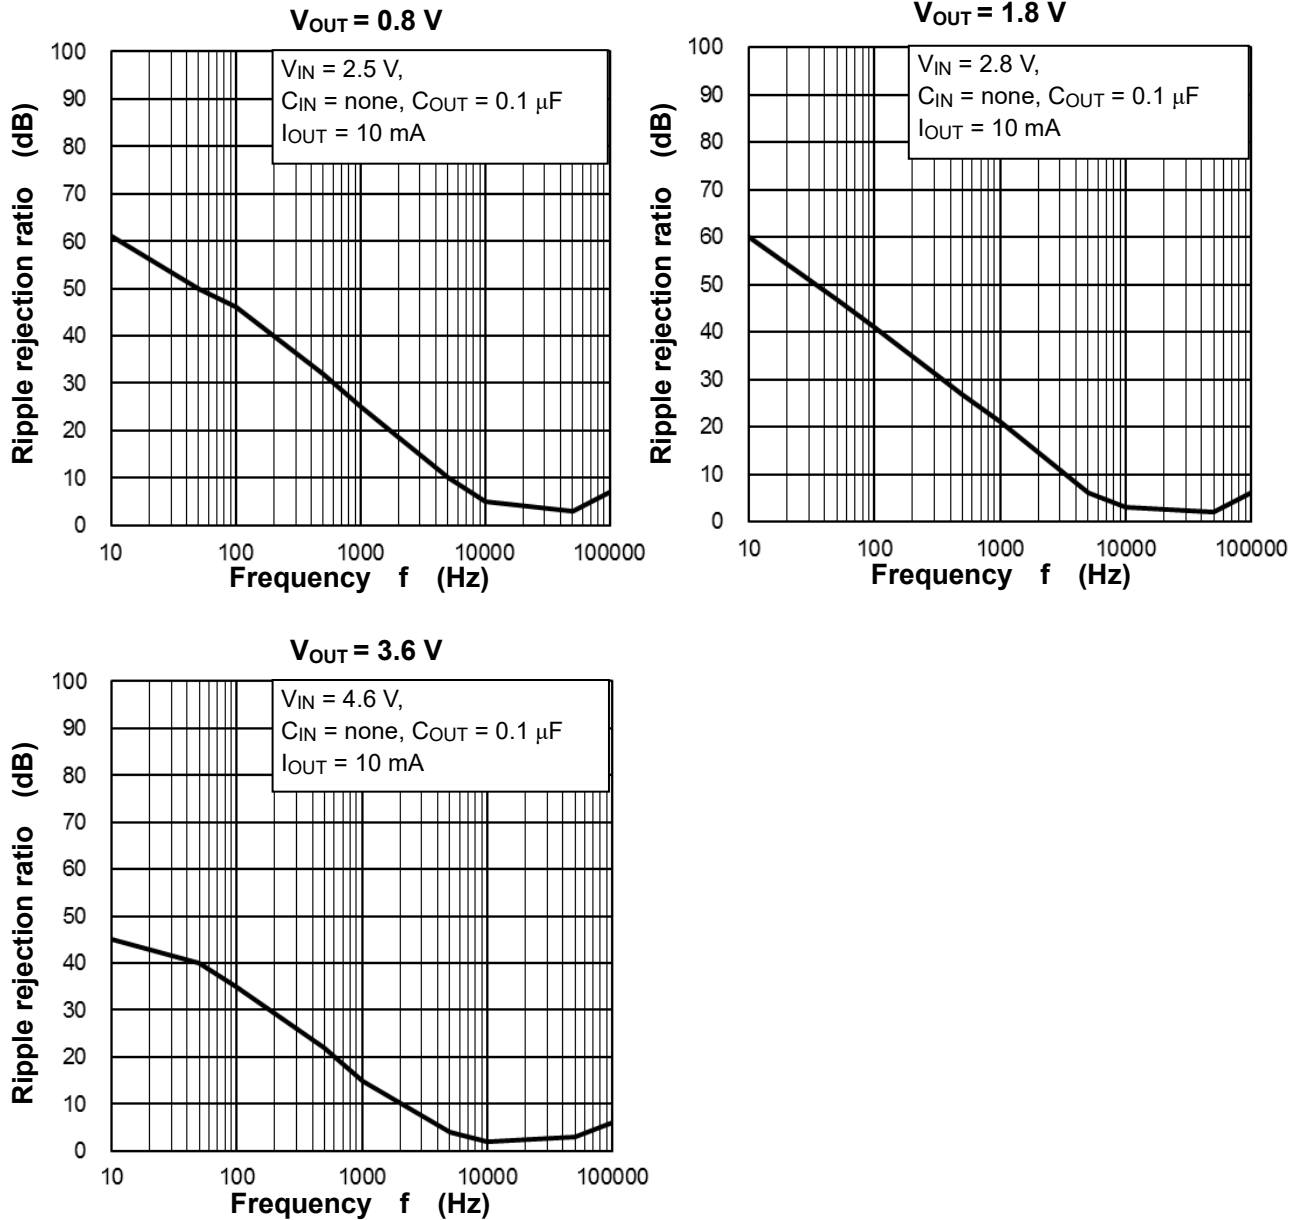 VOUT = 0.8 V
VIN = 2.5 V,
CIN = none, COUT = 0.1 μF
IOUT = 10 mA
Ripple rejection ratio (dB)
100
90
80
70
60
50
40
30
20
10
0
10 100 1000 10000 100000
Frequency f (Hz)
VOUT = 1.8 V
VIN = 2.8 V,
CIN = none, COUT = 0.1 μF
IOUT = 10 mA
Ripple rejection ratio (dB)
100
90
80
70
60
50
40
30
20
10
0
10 100 1000 10000 100000
Frequency f (Hz)
VOUT = 3.6 V
VIN = 4.6 V,
CIN = none, COUT = 0.1 μF
IOUT = 10 mA
Ripple rejection ratio (dB)
100
90
80
70
60
50
40
30
20
10
0
10 100 1000 10000 100000
Frequency f (Hz)